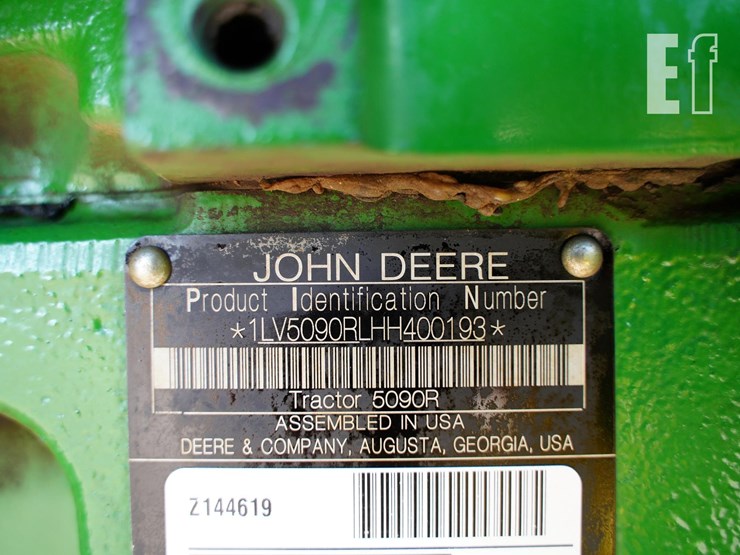 Ef
JOHN DEERE
Product Identification Number
*1LV5090RLHH400193*
Tractor 5090R
ASSEMBLED IN USA
DEERE & COMPANY, AUGUSTA, GEORGIA, USA
Z144619